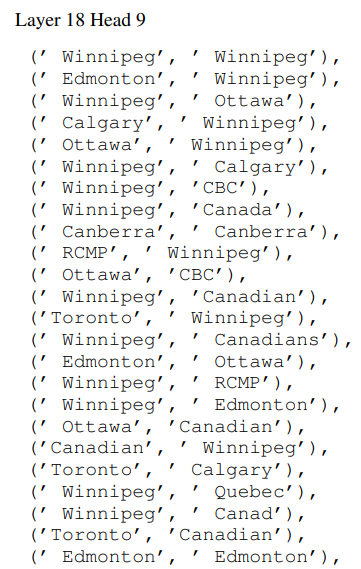 Layer 18 Head 9
(’ Winnipeg’, ’ Winnipeg’),
(’ Edmonton’, ’ Winnipeg’),
(’ Winnipeg’, ’ Ottawa’),
(’ Calgary’, ’ Winnipeg’),
(’ Ottawa’, ’ Winnipeg’),
(’ Winnipeg’, ’ Calgary’),
(’ Winnipeg’, ’CBC’),
(’ Winnipeg’, ’Canada’),
(’ Canberra’, ’ Canberra’),
(’ RCMP’, ’ Winnipeg’),
(’ Ottawa’, ’CBC’),
(’ Winnipeg’, ’Canadian’),
(’Toronto’, ’ Winnipeg’),
(’ Winnipeg’, ’ Canadians’),
(’ Edmonton’, ’ Ottawa’),
(’ Winnipeg’, ’ RCMP’),
(’ Winnipeg’, ’ Edmonton’),
(’ Ottawa’, ’Canadian’),
(’Canadian’, ’ Winnipeg’),
(’Toronto’, ’ Calgary’),
(’ Winnipeg’, ’ Quebec’),
(’ Winnipeg’, ’ Canad’),
(’Toronto’, ’Canadian’),
(’ Edmonton’, ’ Edmonton’),